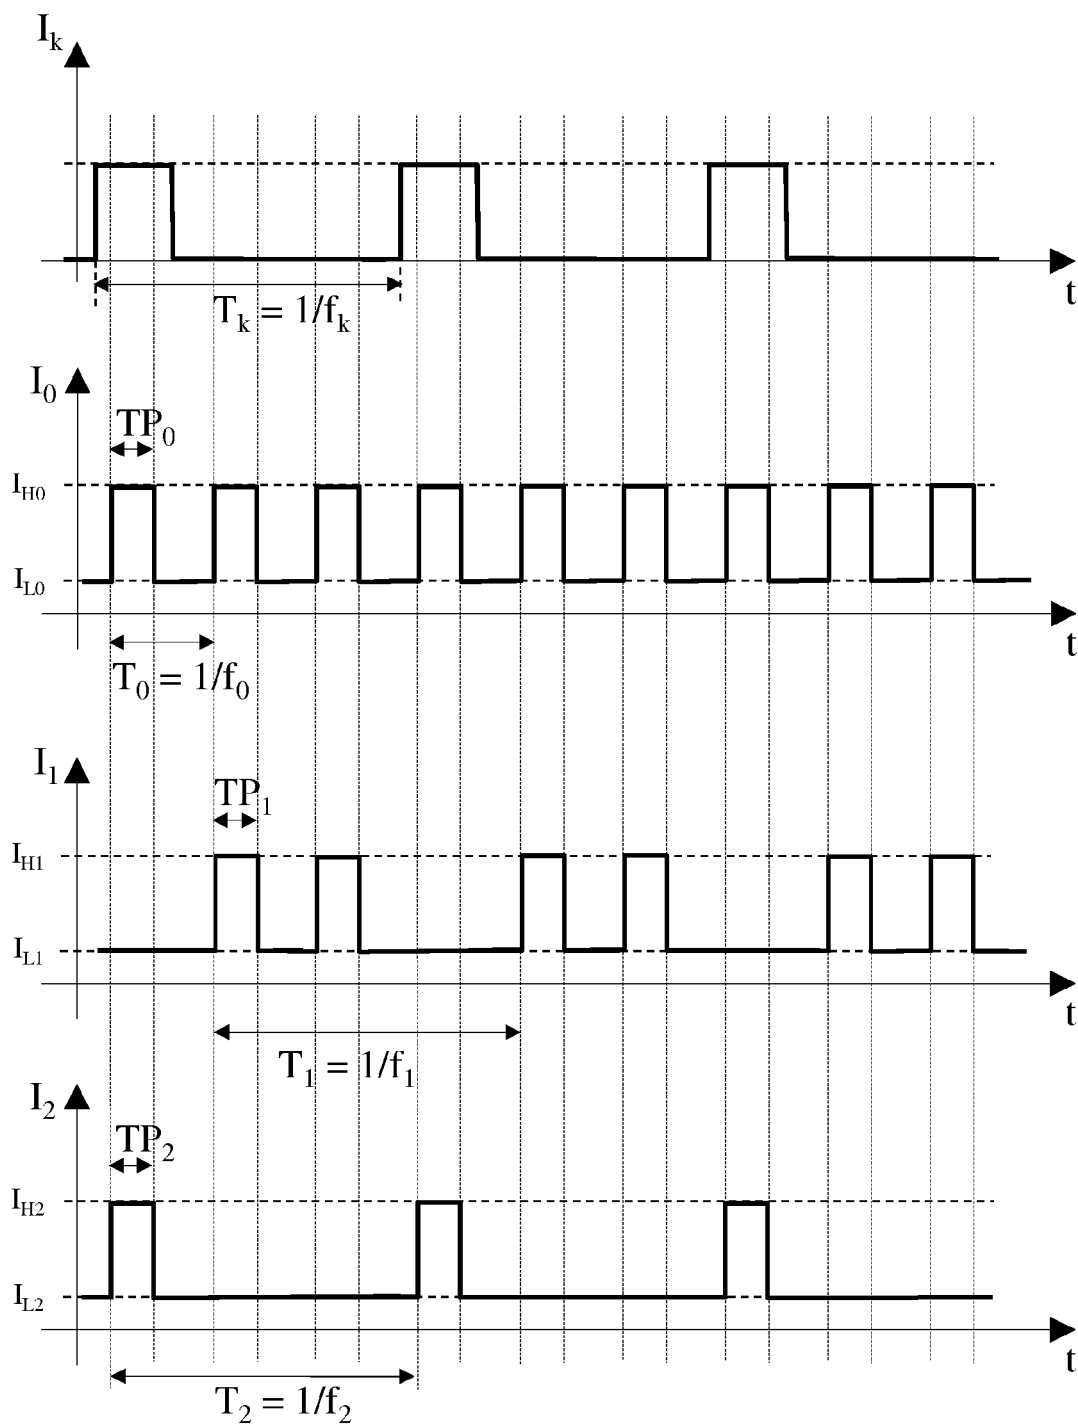 I_k
t
T_k = 1/f_k
I_0
TP_0
I_H0
I_L0
t
T_0 = 1/f_0
I_1
TP_1
I_H1
I_L1
t
T_1 = 1/f_1
I_2
TP_2
I_H2
I_L2
t
T_2 = 1/f_2